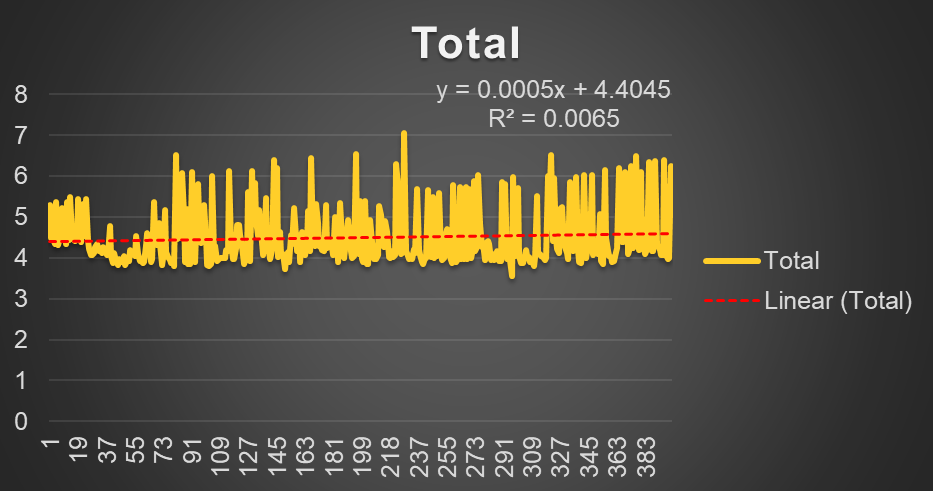 Total
y = 0.0005x + 4.4045
R² = 0.0065
8
7
6
5
4
3
2
1
0
1 19 37 55 73 91 109 127 145 163 181 199 218 237 255 273 291 309 327 345 363 383
Total
Linear (Total)